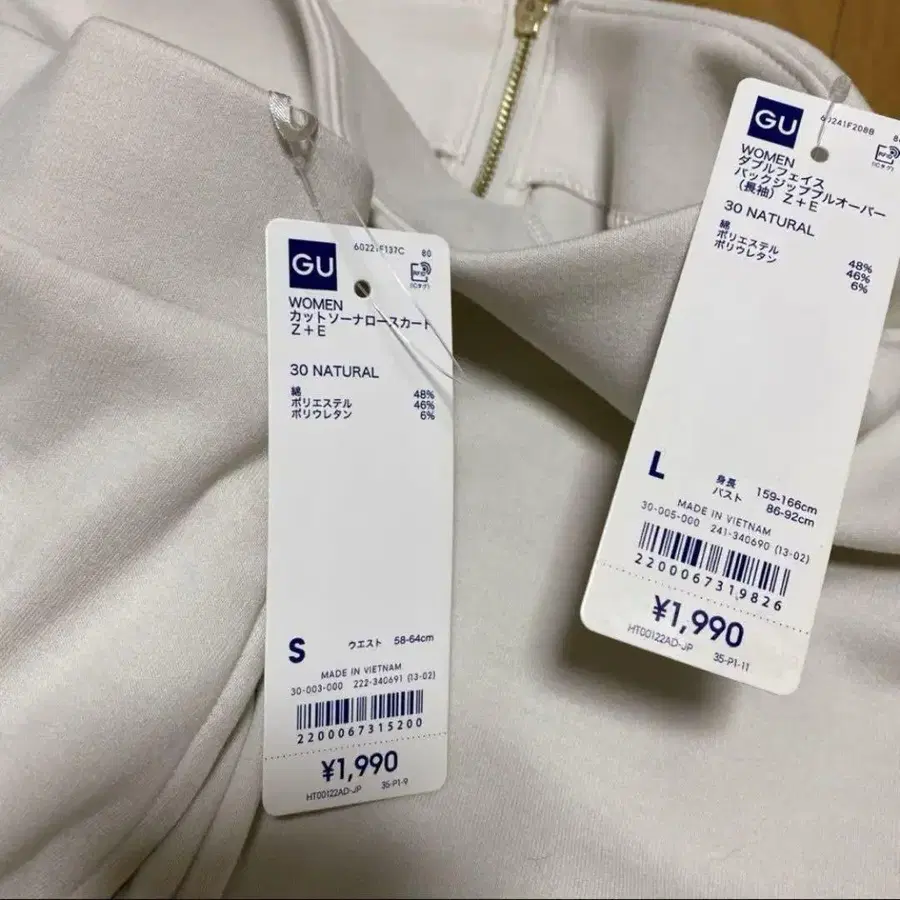 GU
6022·F137C 80
WOMEN
カットソーナロースカート
Z+E
30 NATURAL
綿 48%
ポリエステル 46%
ポリウレタン 6%
S ウエスト 58-64cm
MADE IN VIETNAM
30-003-000 222-340691 (13-02)
2200067315200
¥1,990
HT00122AD-JP 35-P1-9
GU
60241F208B
WOMEN
ダブルフェイス
バックジッププルオーバー
(長袖) Z+E
30 NATURAL
綿 48%
ポリエステル 46%
ポリウレタン 6%
L 身長 159-166cm
バスト 86-92cm
MADE IN VIETNAM
30-005-000 241-340690 (13-02)
2200067319826
¥1,990
HT00122AD-JP 35-P1-11